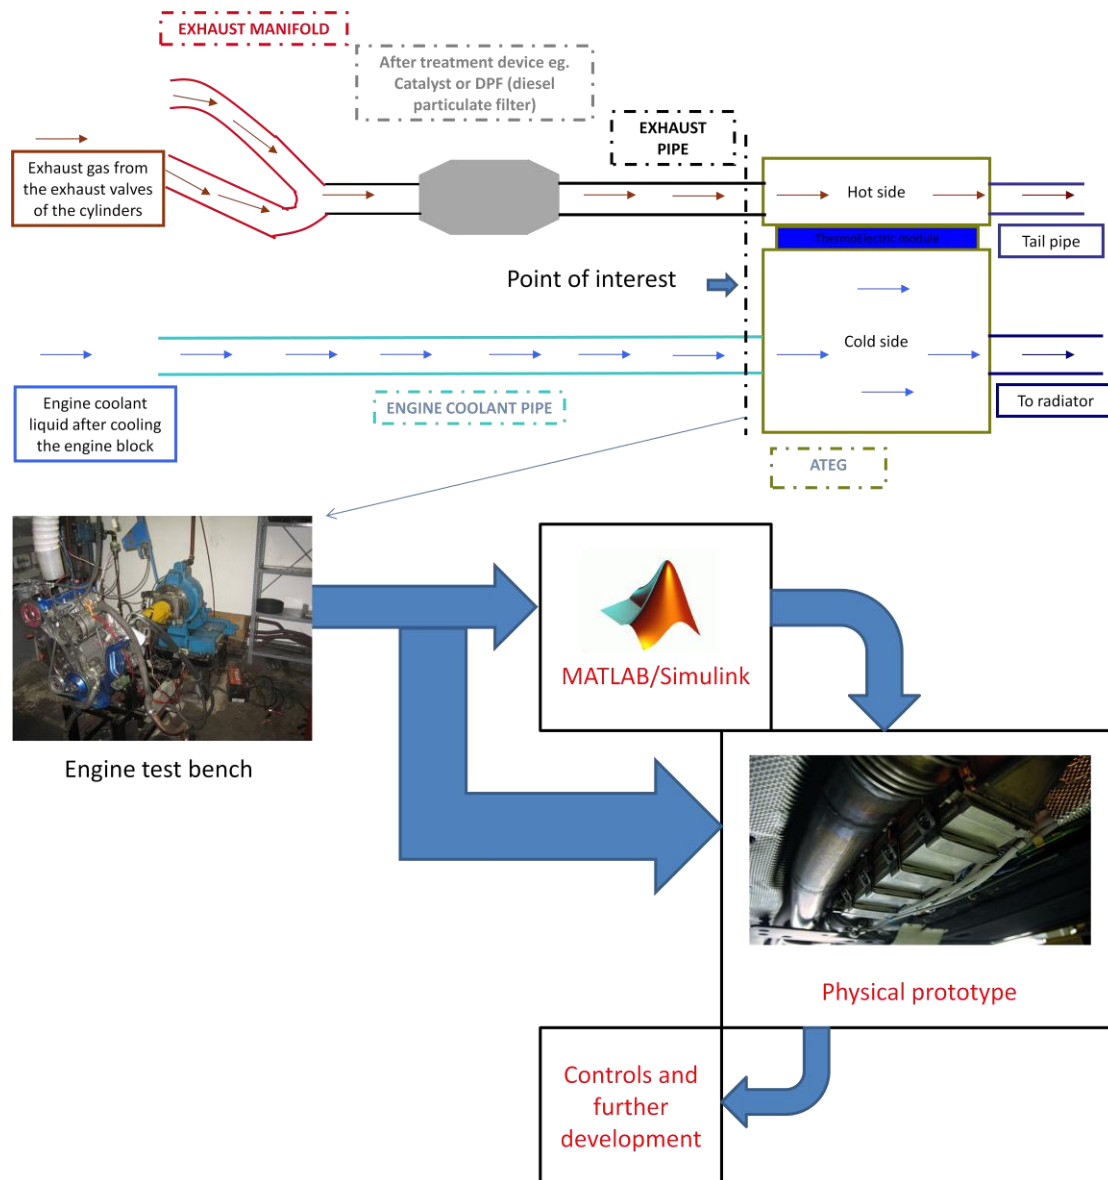 EXHAUST MANIFOLD
After treatment device eg.
Catalyst or DPF (diesel
particulate filter)
EXHAUST
PIPE
Exhaust gas from
the exhaust valves
of the cylinders
Hot side
ThermoElectric module
Tail pipe
Point of interest
Cold side
Engine coolant
liquid after cooling
the engine block
ENGINE COOLANT PIPE
To radiator
ATEG
MATLAB/Simulink
Engine test bench
Physical prototype
Controls and
further
development